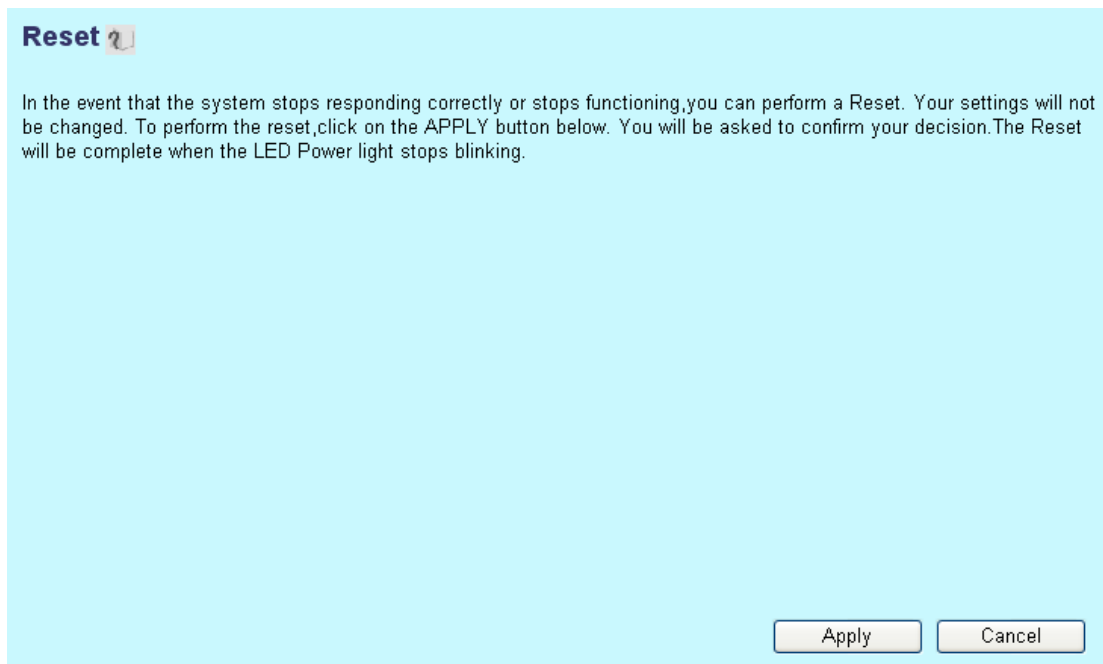 Reset
In the event that the system stops responding correctly or stops functioning,you can perform a Reset. Your settings will not
be changed. To perform the reset,click on the APPLY button below. You will be asked to confirm your decision.The Reset
will be complete when the LED Power light stops blinking.
Apply Cancel